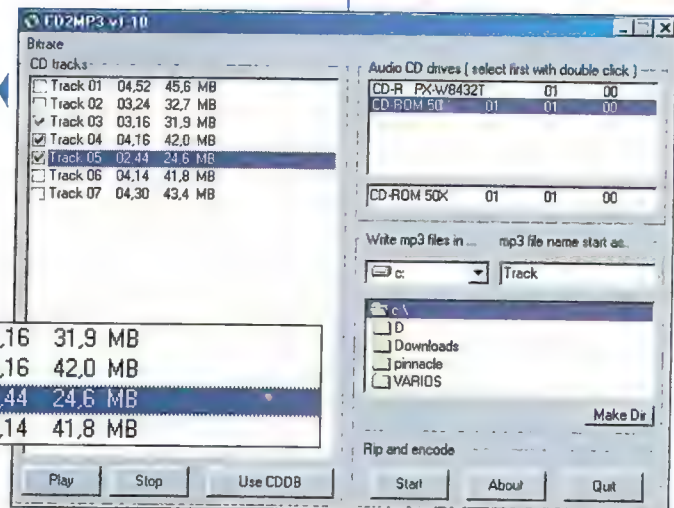 CD2MP3 v1-10
Bitrate
CD tracks
Track 01 04,52 45,6 MB
Track 02 03,24 32,7 MB
Track 03 03,16 31,9 MB
Track 04 04,16 42,0 MB
Track 05 02,44 24,6 MB
Track 06 04,14 41,8 MB
Track 07 04,30 43,4 MB
,16 31,9 MB
,16 42,0 MB
,44 24,6 MB
,14 41,8 MB
Play Stop Use CDDB
Audio CD drives ( select first with double click )
CD-R PX-W8432T 01 00
CD-ROM 50 01 01 00
CD-ROM 50X 01 01 00
Write mp3 files in ... mp3 file name start as..
c: Track
c:\
D
Downloads
pinnacle
VARIOS
Make Dir
Rip and encode
Start About Quit